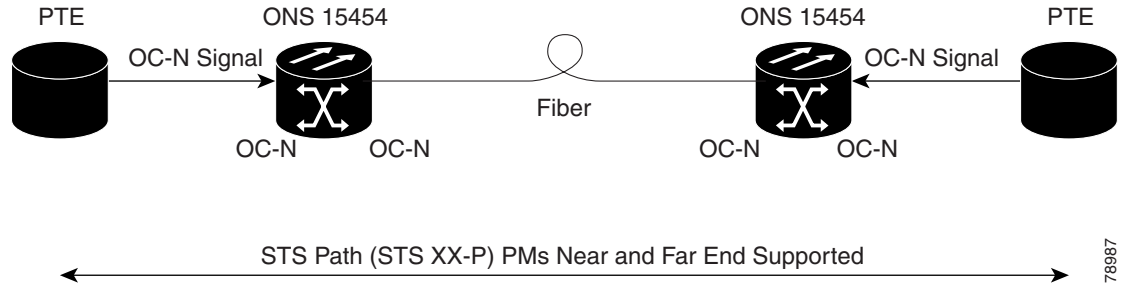 PTE
ONS 15454
ONS 15454
PTE
OC-N Signal
OC-N Signal
Fiber
OC-N
OC-N
OC-N
OC-N
STS Path (STS XX-P) PMs Near and Far End Supported
78987